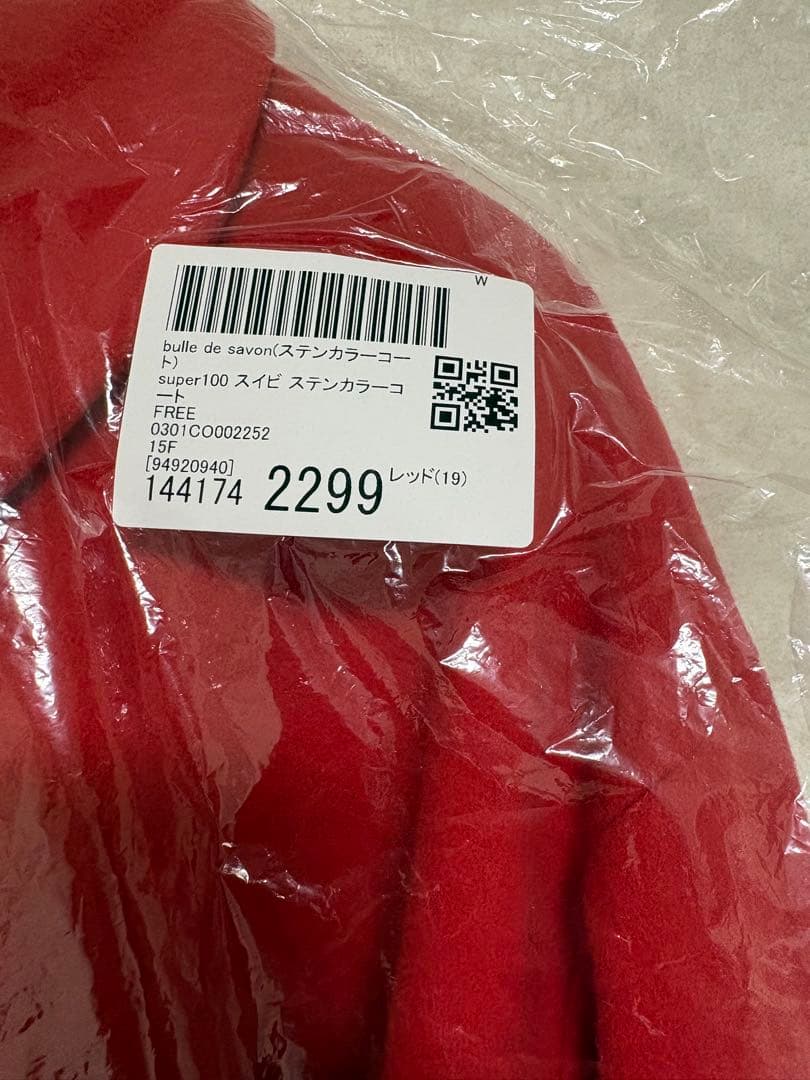 W
bulle de savon(ステンカラーコー
ト)
super100 スイビ ステンカラーコ
ート
FREE
0301CO002252
15F
[94920940]
144174 2299 レッド(19)